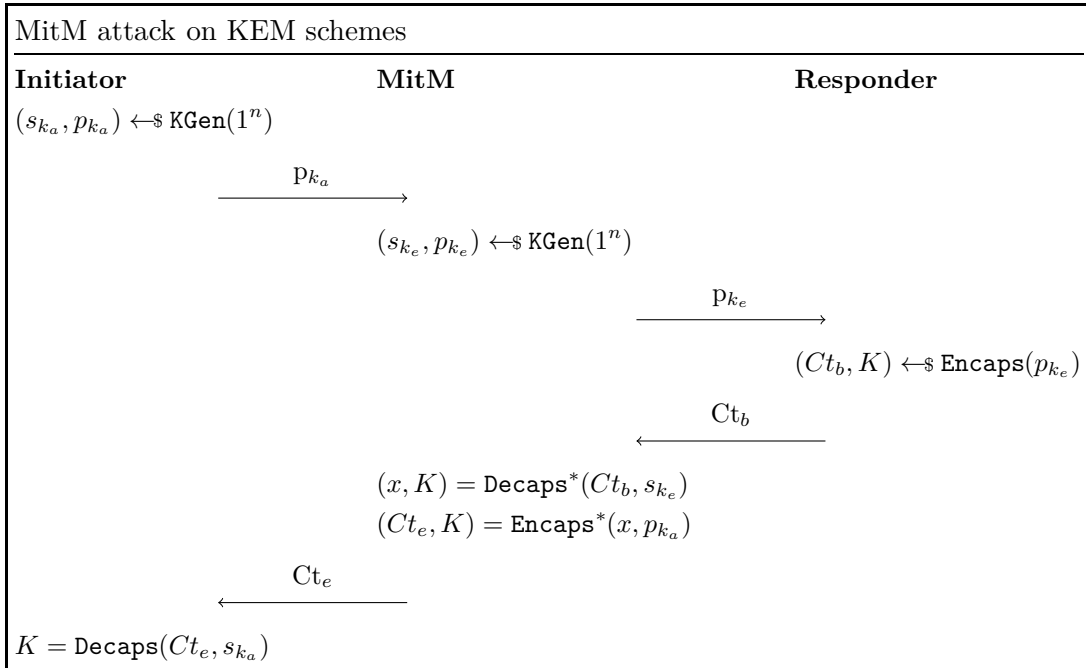 MitM attack on KEM schemes
Initiator MitM Responder
(s_{k_a}, p_{k_a}) ←$ KGen(1^n)
p_{k_a}
(s_{k_e}, p_{k_e}) ←$ KGen(1^n)
p_{k_e}
(Ct_b, K) ←$ Encaps(p_{k_e})
Ct_b
(x, K) = Decaps*(Ct_b, s_{k_e})
(Ct_e, K) = Encaps*(x, p_{k_a})
Ct_e
K = Decaps(Ct_e, s_{k_a})